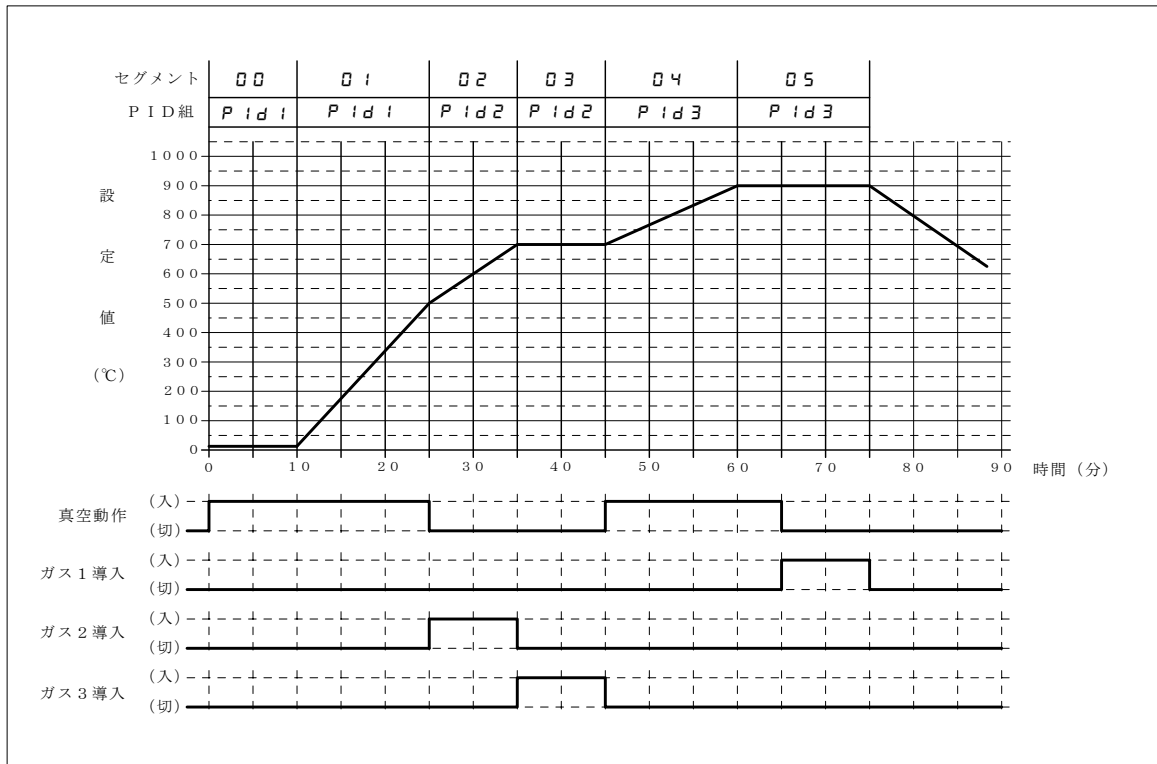 セグメント 00 01 02 03 04 05
PID組 P1d1 P1d1 P1d2 P1d2 P1d3 P1d3
1000
900
800
700
600
500
400
300
200
100
0
設定値(℃)
0 10 20 30 40 50 60 70 80 90 時間(分)
真空動作 (入)
(切)
ガス1導入 (入)
(切)
ガス2導入 (入)
(切)
ガス3導入 (入)
(切)